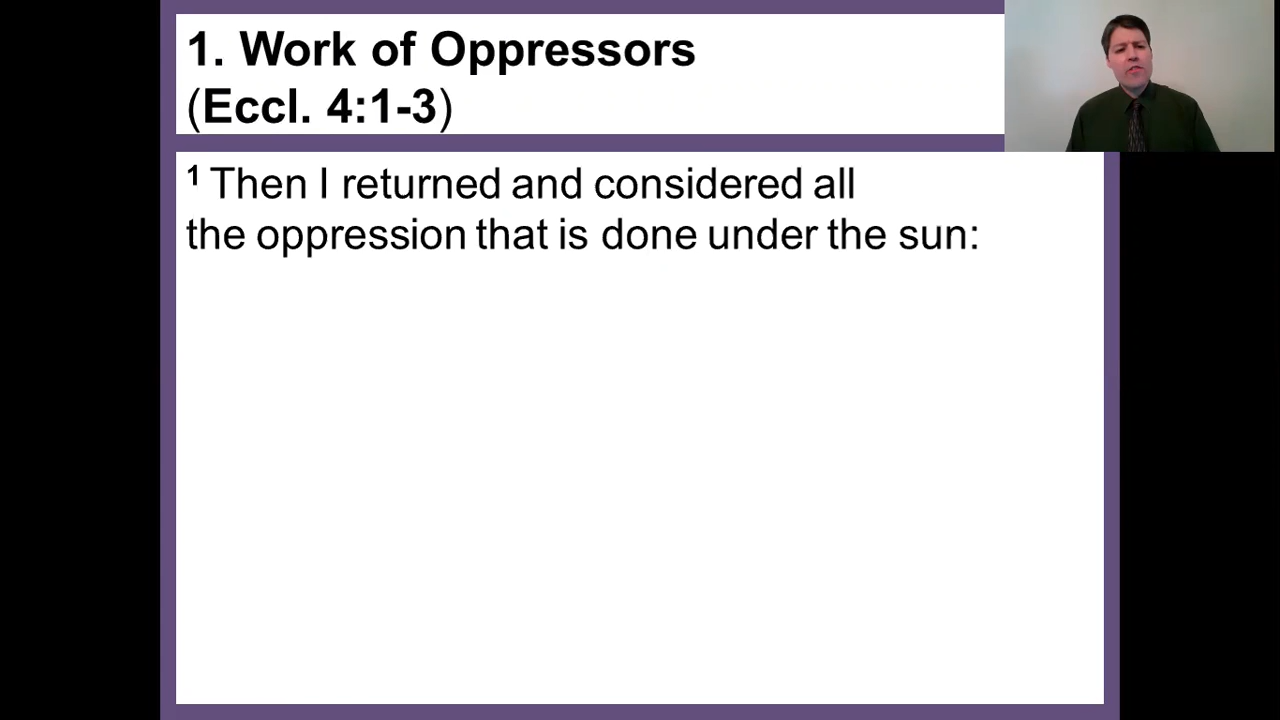 1. Work of Oppressors
(Eccl. 4:1-3)
¹ Then I returned and considered all
the oppression that is done under the sun: